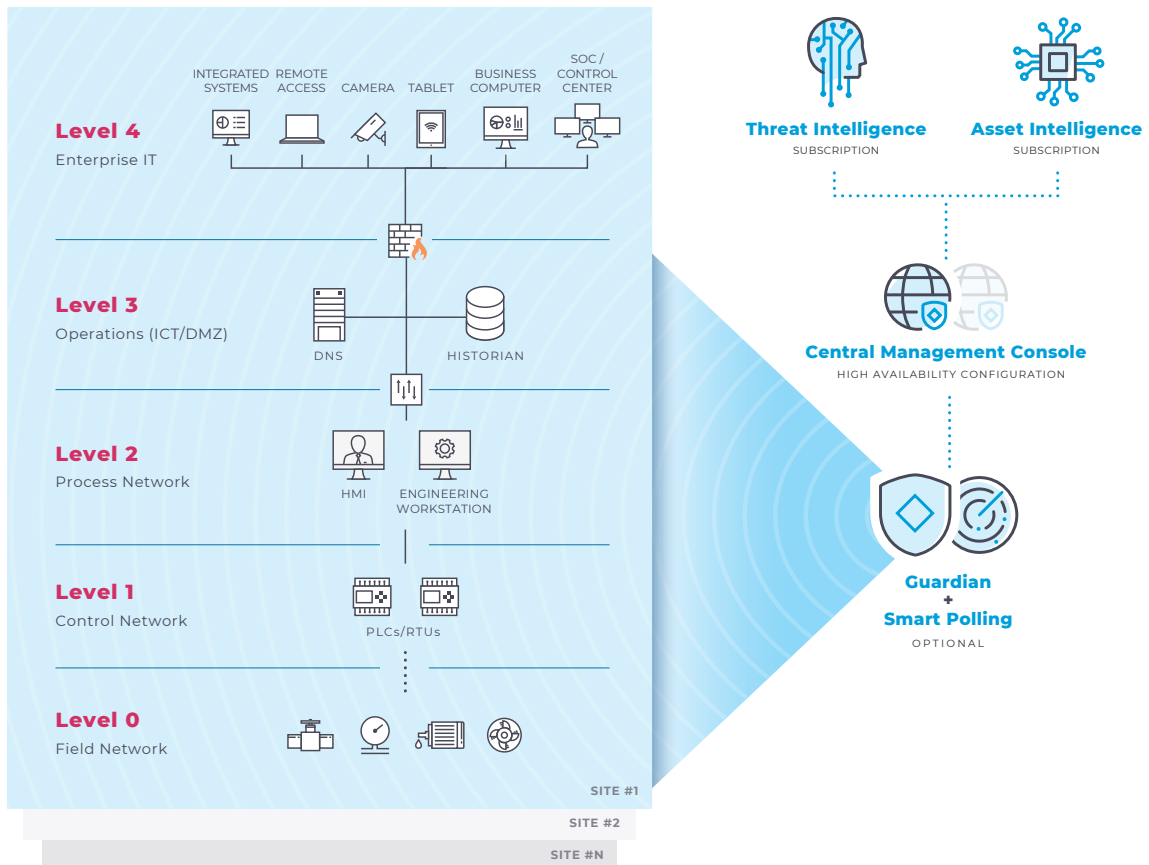 INTEGRATED
SYSTEMS
REMOTE
ACCESS
CAMERA
TABLET
BUSINESS
COMPUTER
SOC /
CONTROL
CENTER
Level 4
Enterprise IT
Level 3
Operations (ICT/DMZ)
DNS
HISTORIAN
Level 2
Process Network
HMI
ENGINEERING
WORKSTATION
Level 1
Control Network
PLCs/RTUs
Level 0
Field Network
SITE #1
SITE #2
SITE #N
Threat Intelligence
SUBSCRIPTION
Asset Intelligence
SUBSCRIPTION
Central Management Console
HIGH AVAILABILITY CONFIGURATION
Guardian
+
Smart Polling
OPTIONAL